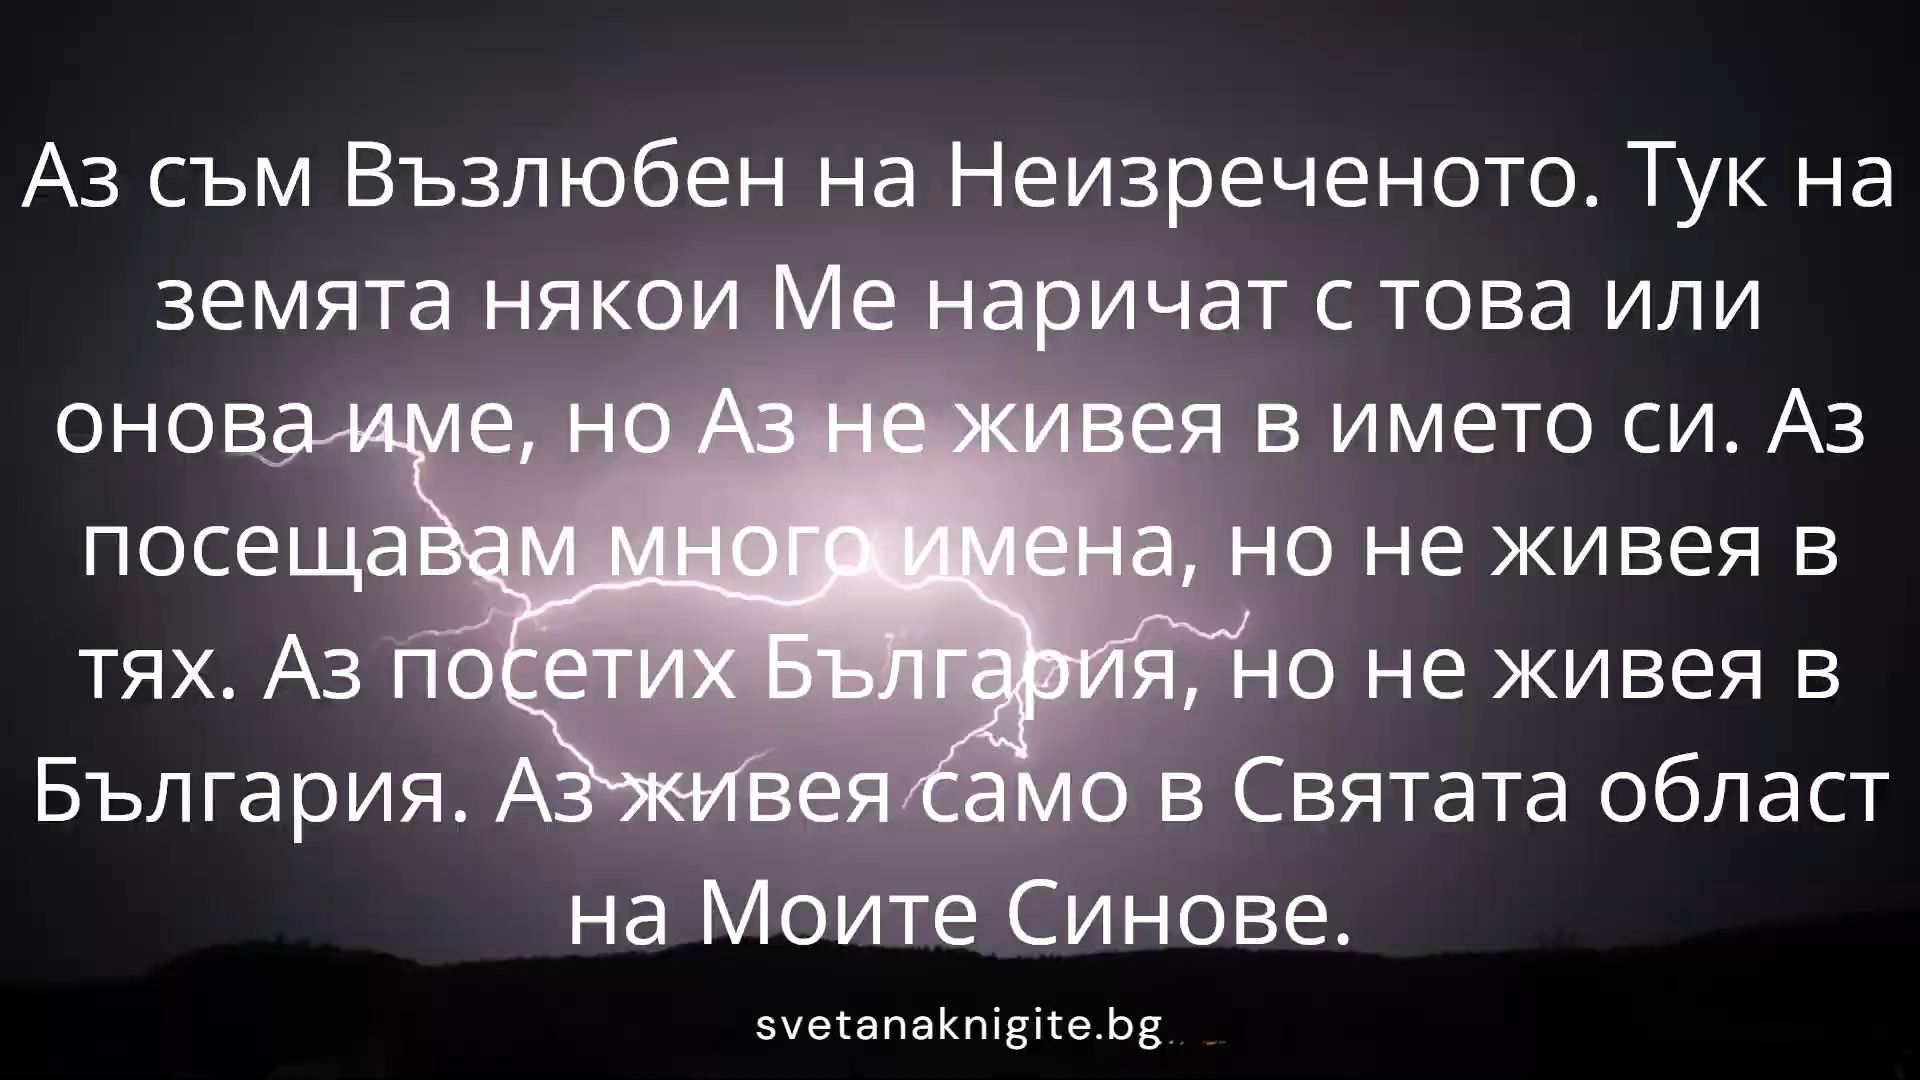 Аз съм Възлюбен на Неизреченото. Тук на
земята някои Ме наричат с това или
онова име, но Аз не живея в името си. Аз
посещавам много имена, но не живея в
тях. Аз посетих България, но не живея в
България. Аз живея само в Святата област
на Моите Синове.
svetanaknigite.bg